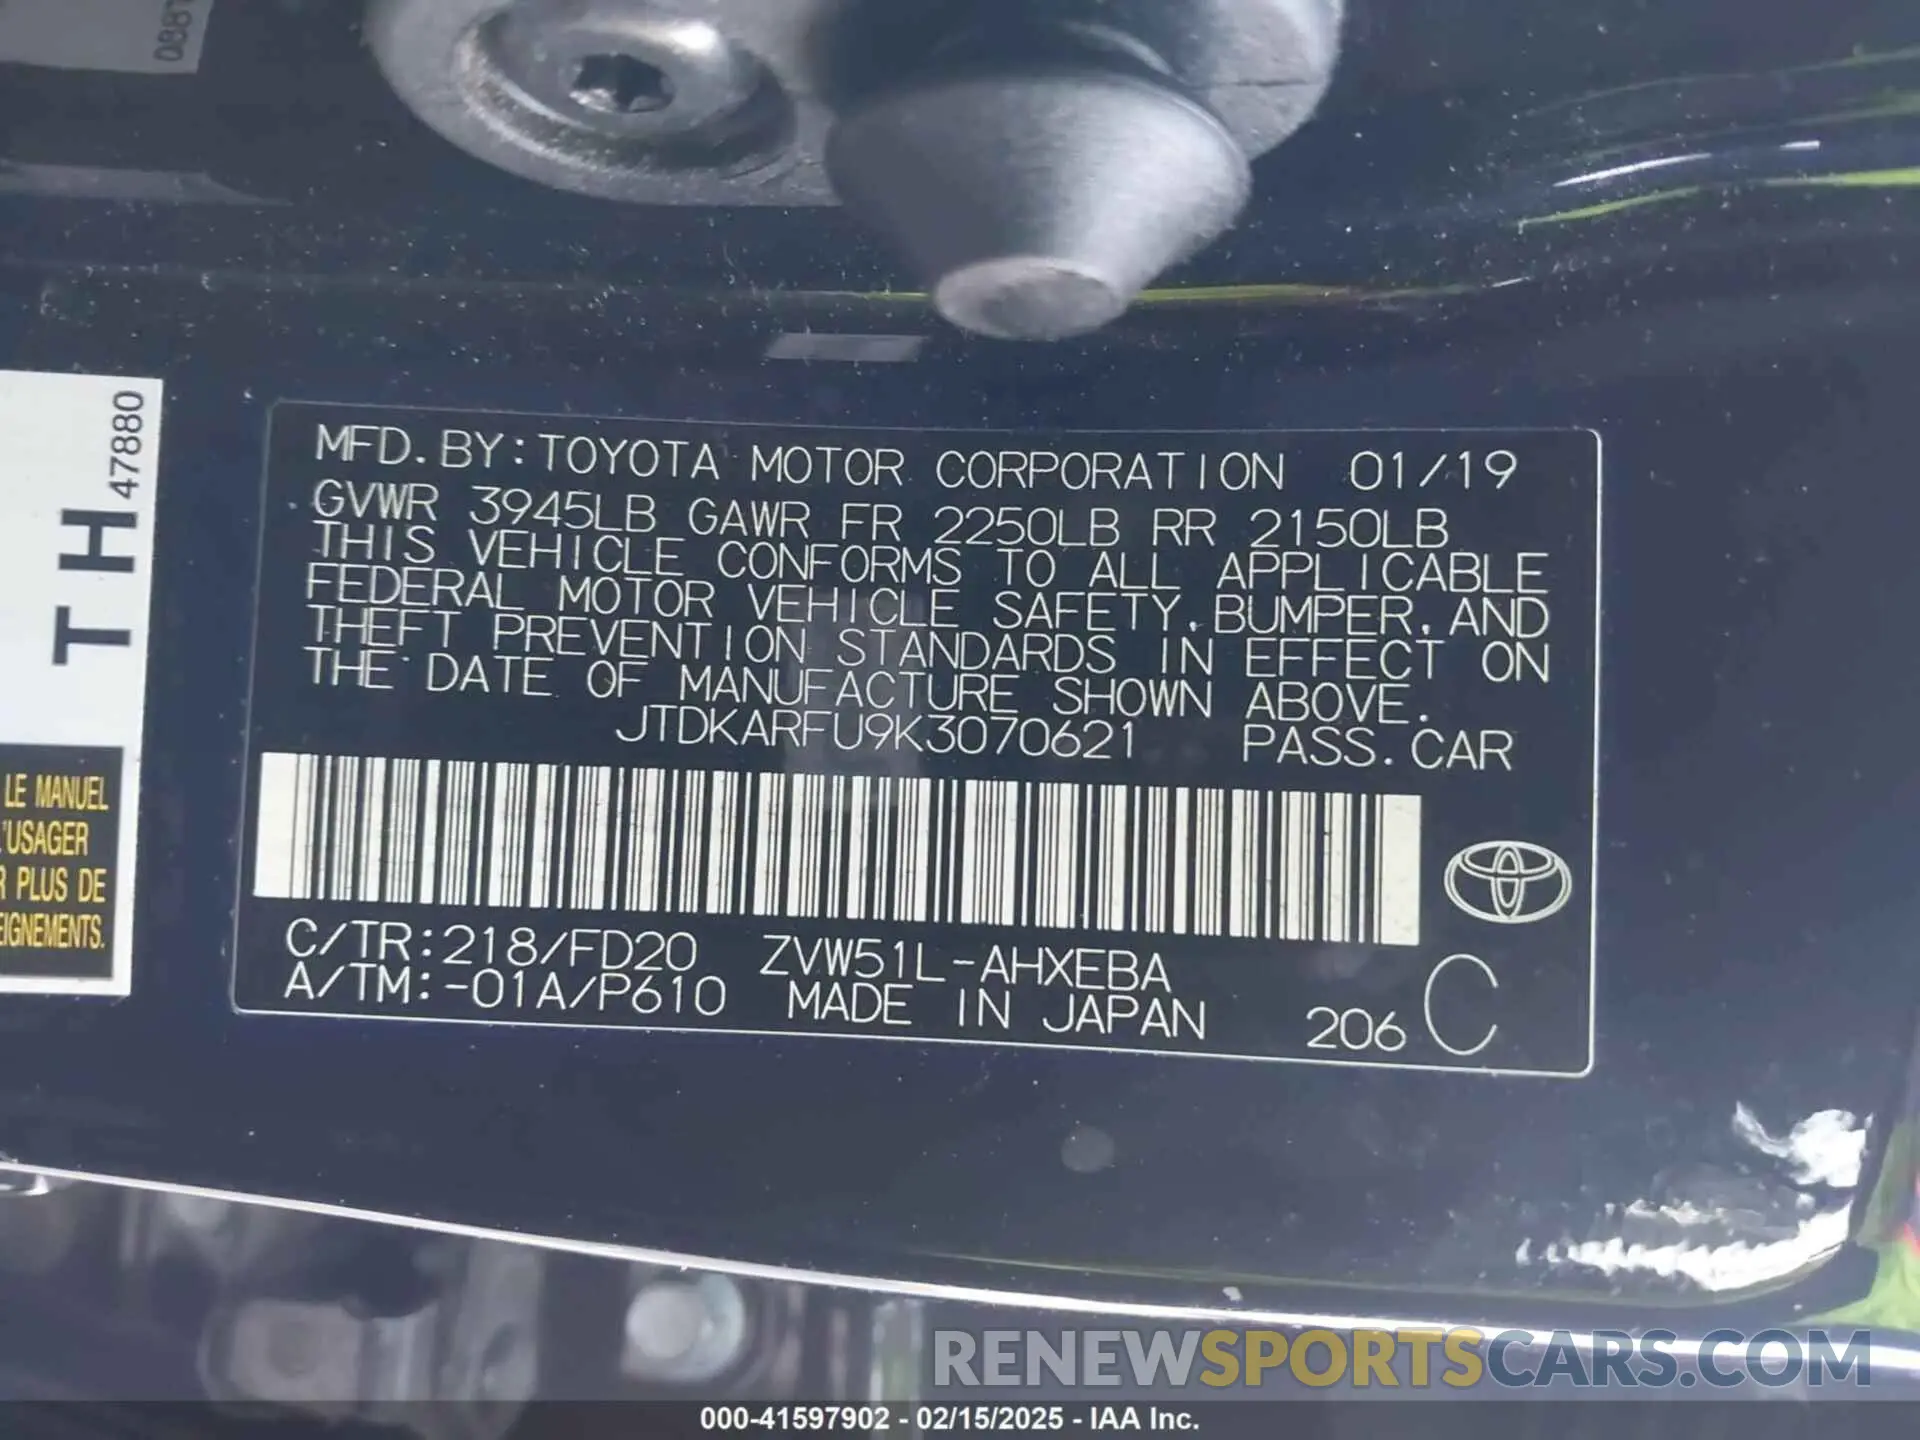 0887
47880
TH
LE MANUEL
L'USAGER
R PLUS DE
EIGNEMENTS.
MFD. BY: TOYOTA MOTOR CORPORATION 01/19
GVWR 3945LB GAWR FR 2250LB RR 2150LB
THIS VEHICLE CONFORMS TO ALL APPLICABLE
FEDERAL MOTOR VEHICLE SAFETY, BUMPER, AND
THEFT PREVENTION STANDARDS IN EFFECT ON
THE DATE OF MANUFACTURE SHOWN ABOVE.
JTDKARFU9K3070621 PASS. CAR
C/TR:218/FD20 ZVW51L-AHXEBA
A/TM:-01A/P610 MADE IN JAPAN 206 C
RENEWSPORTSCARS.COM
000-41597902 - 02/15/2025 - IAA Inc.